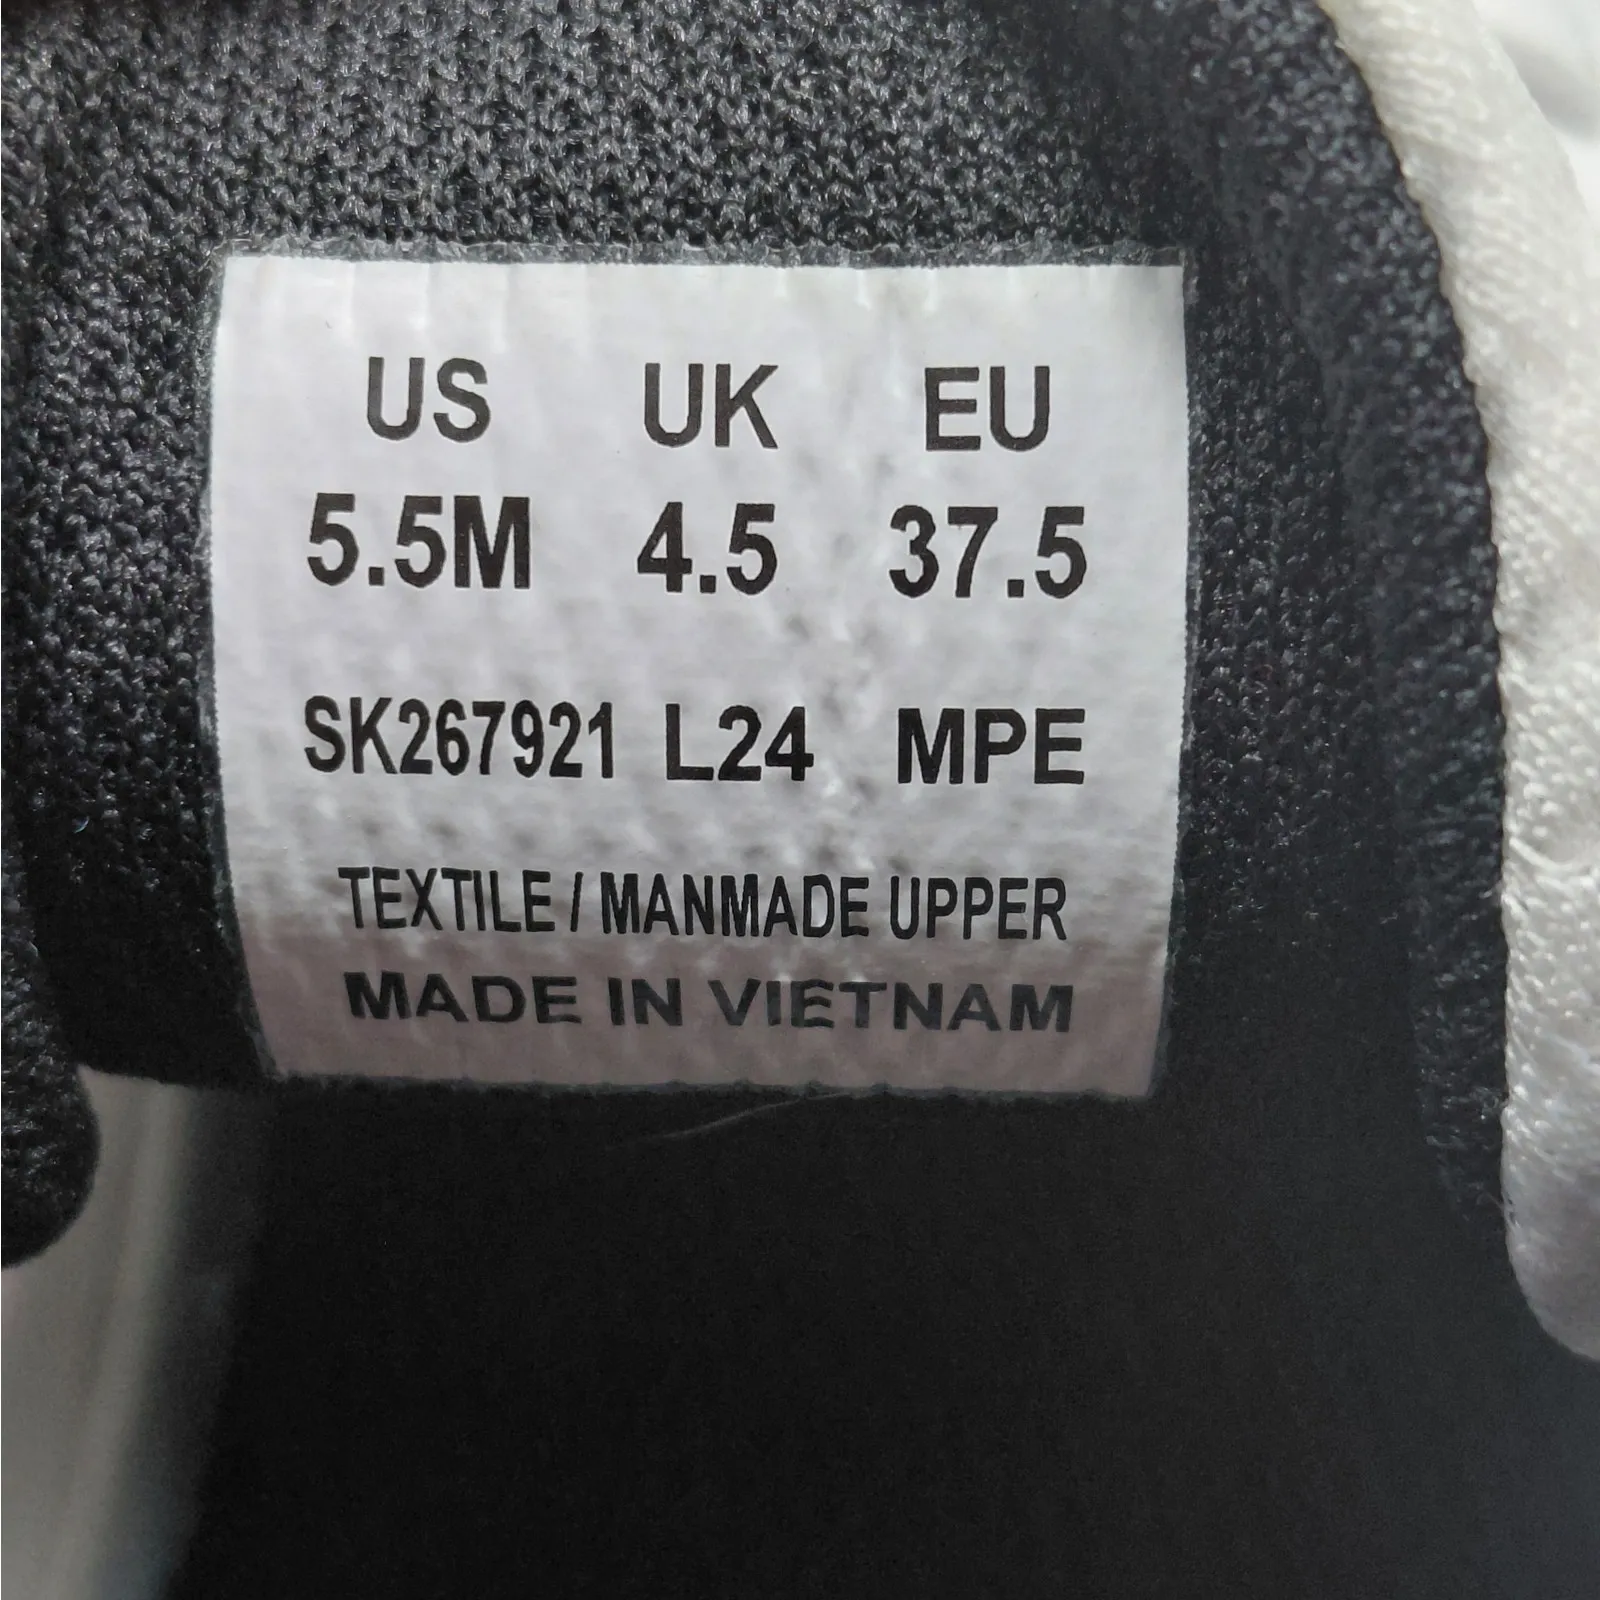 US UK EU
5.5M 4.5 37.5
SK267921 L24 MPE
TEXTILE / MANMADE UPPER
MADE IN VIETNAM